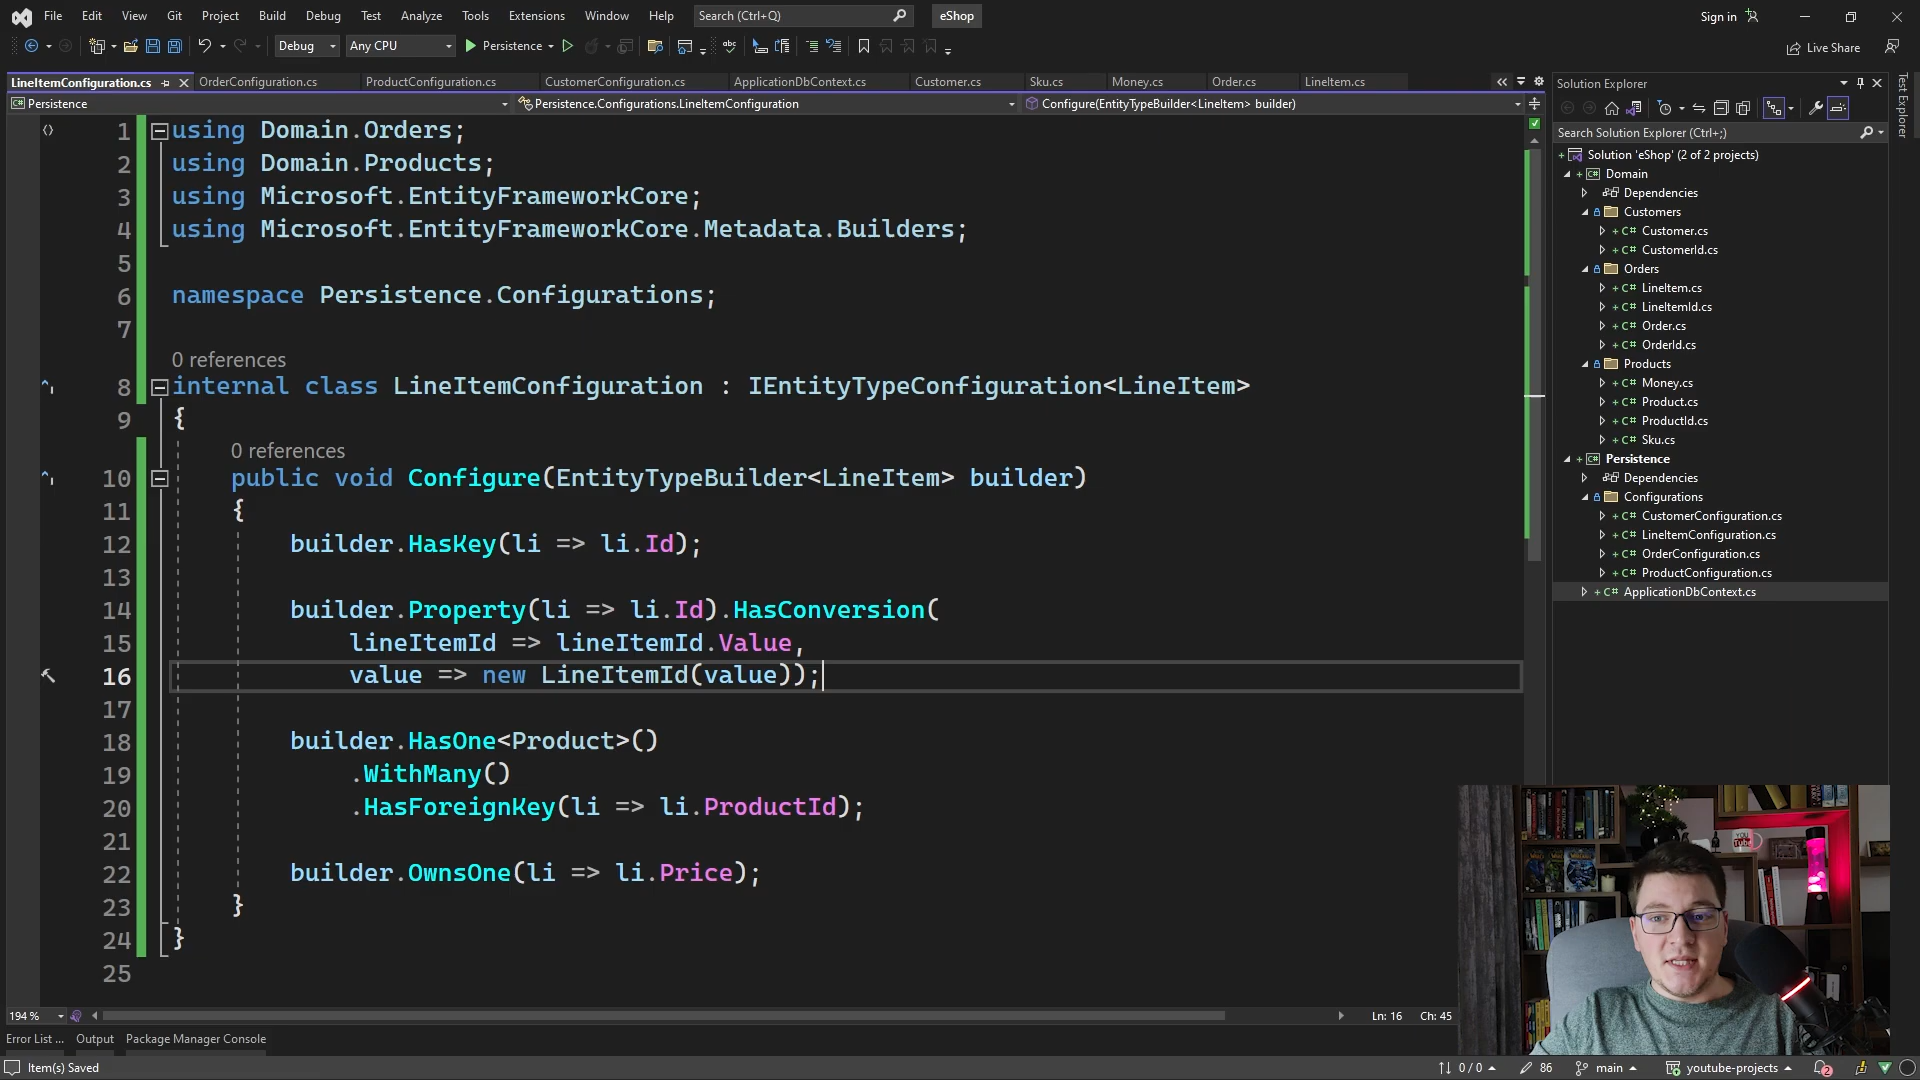 File Edit View Git Project Build Debug Test Analyze Tools Extensions Window Help Search (Ctrl+Q) eShop Sign in
Debug Any CPU Persistence Live Share
LineItemConfiguration.cs OrderConfiguration.cs ProductConfiguration.cs CustomerConfiguration.cs ApplicationDbContext.cs Customer.cs Sku.cs Money.cs Order.cs LineItem.cs
Persistence Persistence.Configurations.LineItemConfiguration Configure(EntityTypeBuilder<LineItem> builder)
1 using Domain.Orders;
2 using Domain.Products;
3 using Microsoft.EntityFrameworkCore;
4 using Microsoft.EntityFrameworkCore.Metadata.Builders;
5
6 namespace Persistence.Configurations;
7
0 references
8 internal class LineItemConfiguration : IEntityTypeConfiguration<LineItem>
9 {
0 references
10 public void Configure(EntityTypeBuilder<LineItem> builder)
11 {
12 builder.HasKey(li => li.Id);
13
14 builder.Property(li => li.Id).HasConversion(
15 lineItemId => lineItemId.Value,
16 value => new LineItemId(value));
17
18 builder.HasOne<Product>()
19 .WithMany()
20 .HasForeignKey(li => li.ProductId);
21
22 builder.OwnsOne(li => li.Price);
23 }
24 }
25
194 % Ln: 16 Ch: 45
Error List ... Output Package Manager Console
Item(s) Saved 0 / 0 86 main youtube-projects 2
Solution Explorer
Search Solution Explorer (Ctrl+;)
Solution 'eShop' (2 of 2 projects)
Domain
Dependencies
Customers
C# Customer.cs
C# CustomerId.cs
Orders
C# LineItem.cs
C# LineItemId.cs
C# Order.cs
C# OrderId.cs
Products
C# Money.cs
C# Product.cs
C# ProductId.cs
C# Sku.cs
Persistence
Dependencies
Configurations
C# CustomerConfiguration.cs
C# LineItemConfiguration.cs
C# OrderConfiguration.cs
C# ProductConfiguration.cs
C# ApplicationDbContext.cs
Test Explorer
YOU
Tube